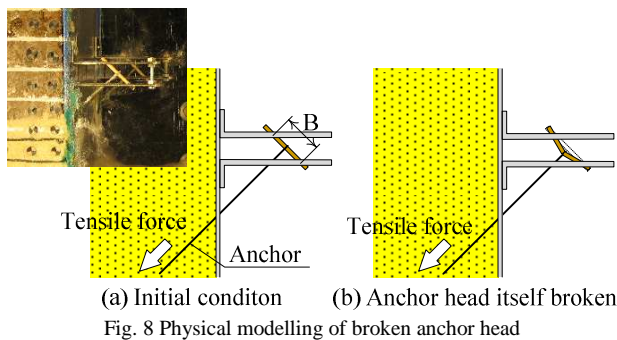 B
Tensile force
Anchor
Tensile force
(a) Initial conditon
(b) Anchor head itself broken
Fig. 8 Physical modelling of broken anchor head